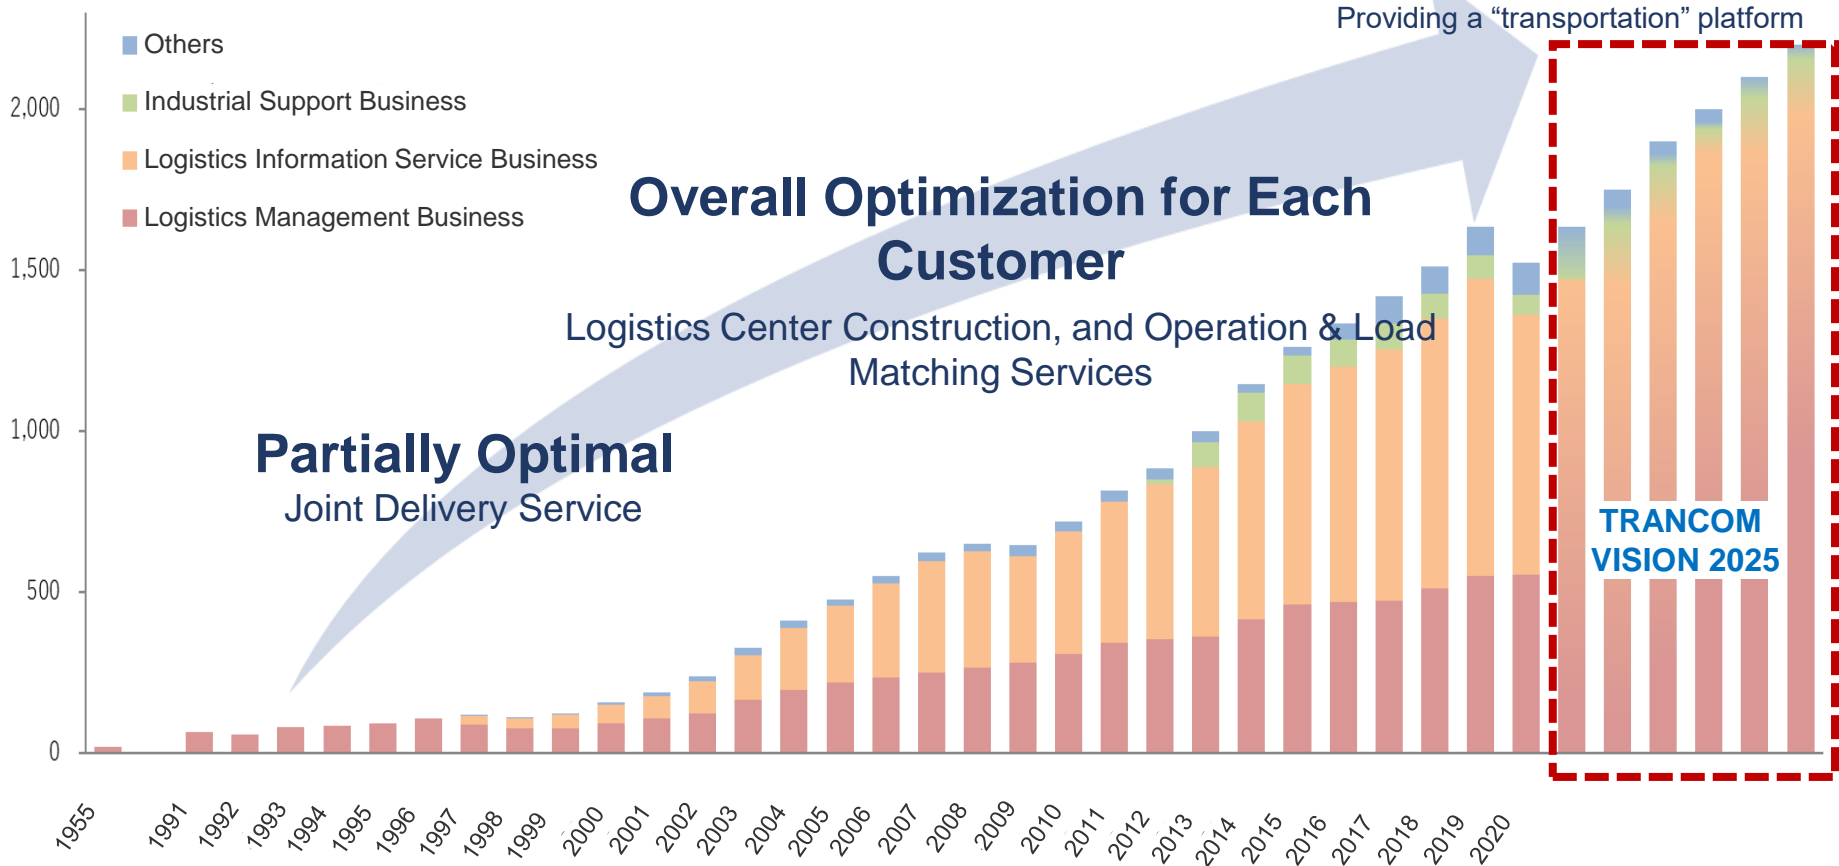 Providing a “transportation” platform
Others
Industrial Support Business
Logistics Information Service Business
Logistics Management Business
2,000
1,500
1,000
500
0
Overall Optimization for Each
Customer
Logistics Center Construction, and Operation & Load
Matching Services
Partially Optimal
Joint Delivery Service
TRANCOM
VISION 2025
1955
1991
1992
1993
1994
1995
1996
1997
1998
1999
2000
2001
2002
2003
2004
2005
2006
2007
2008
2009
2010
2011
2012
2013
2014
2015
2016
2017
2018
2019
2020